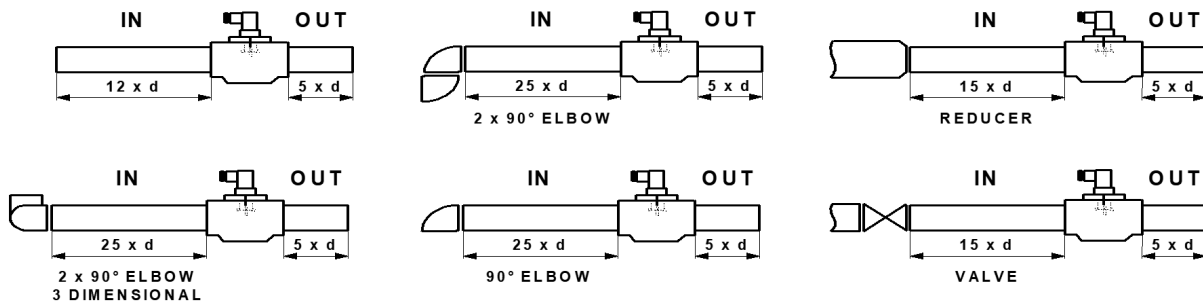 IN OUT
12 x d 5 x d
IN OUT
25 x d 5 x d
2 x 90° ELBOW
IN OUT
15 x d 5 x d
REDUCER
IN OUT
25 x d 5 x d
2 x 90° ELBOW
3 DIMENSIONAL
IN OUT
25 x d 5 x d
90° ELBOW
IN OUT
15 x d 5 x d
VALVE